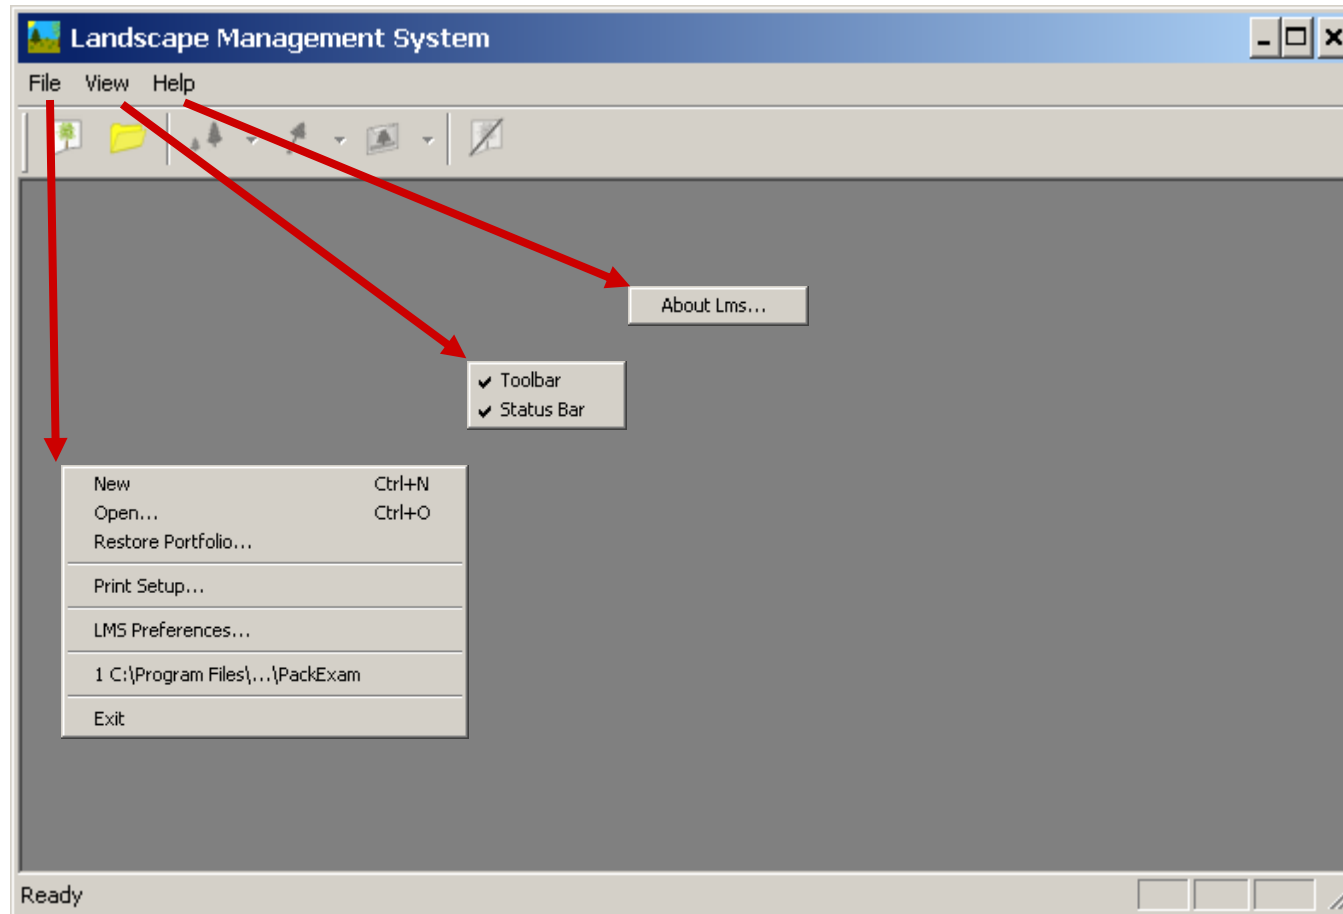 Landscape Management System
File View Help
About Lms...
Toolbar
Status Bar
New Ctrl+N
Open... Ctrl+O
Restore Portfolio...
Print Setup...
LMS Preferences...
1 C:\Program Files\...\PackExam
Exit
Ready